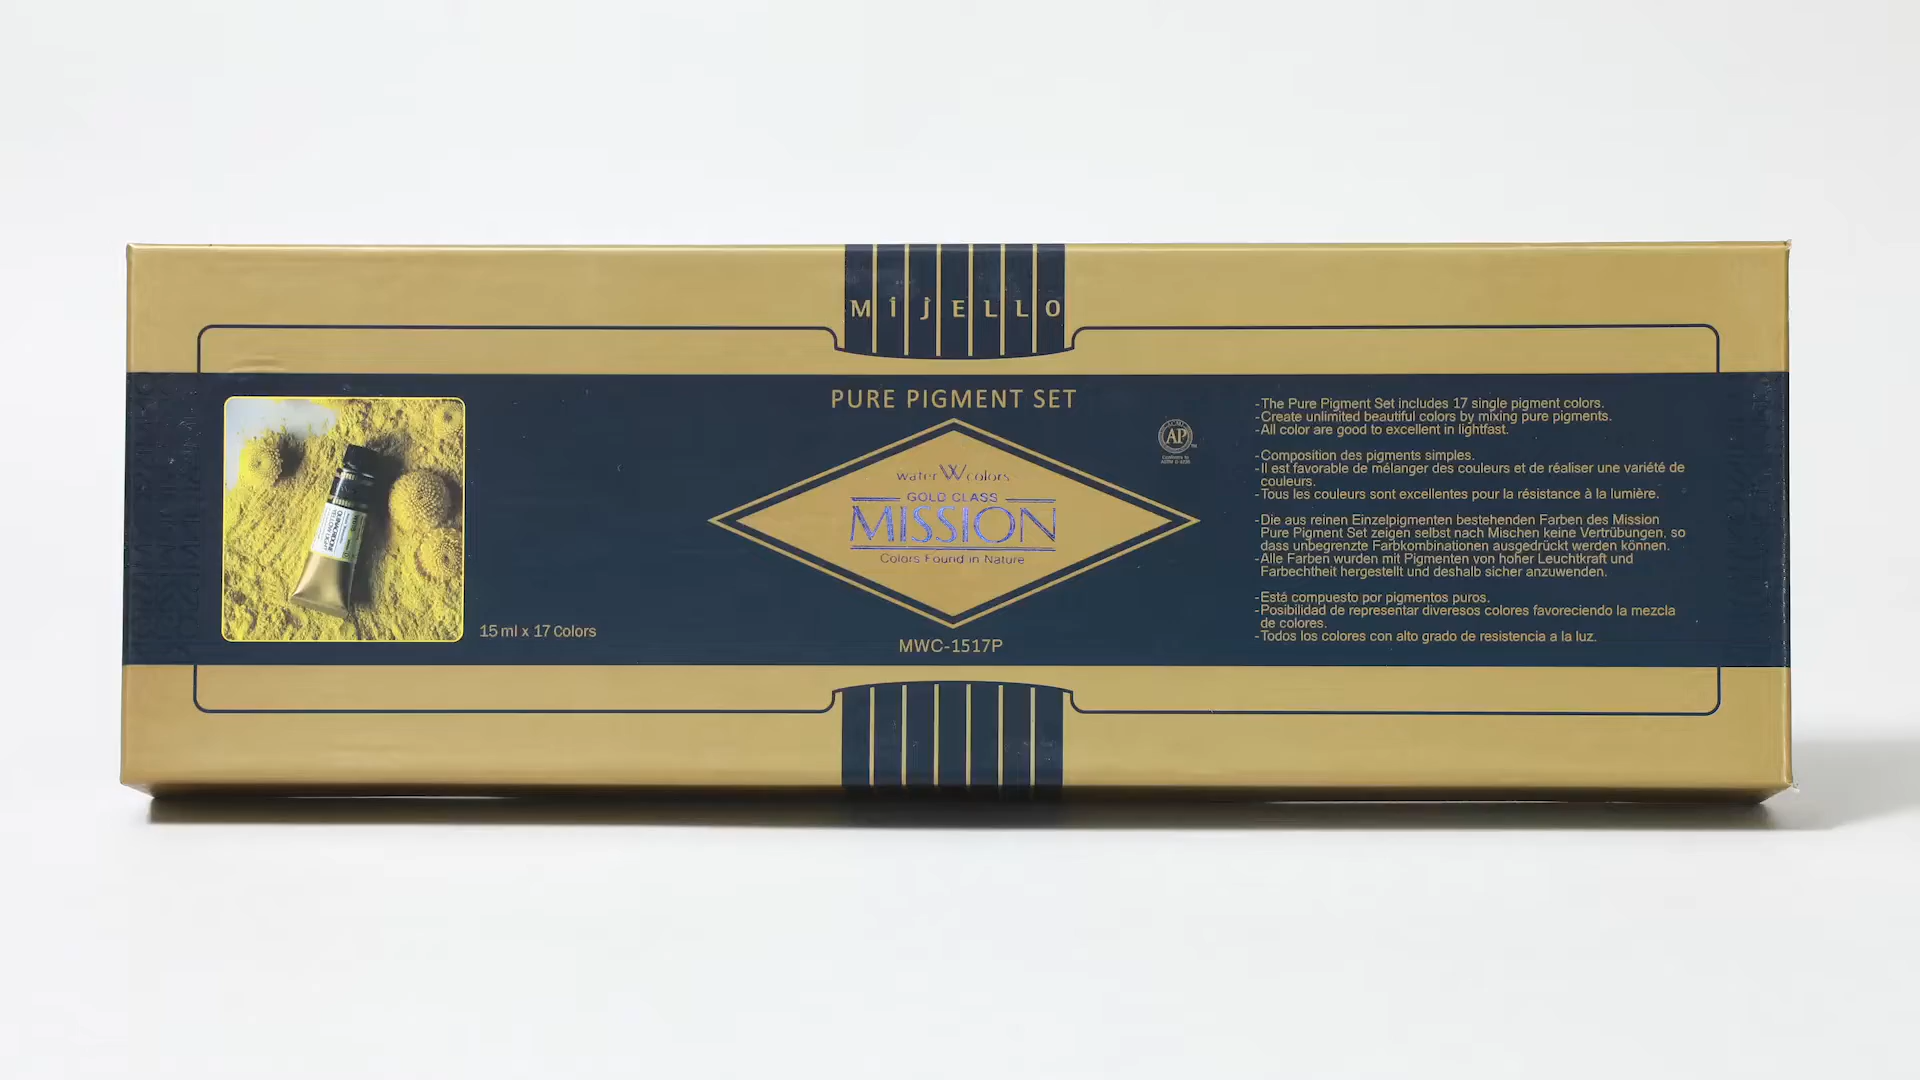 MiJELLO
PURE PIGMENT SET
water W colors
GOLD CLASS
MISSION
Colors Found in Nature
MWC-1517P
15 ml x 17 Colors
AP
-The Pure Pigment Set includes 17 single pigment colors.
-Create unlimited beautiful colors by mixing pure pigments.
-All color are good to excellent in lightfast.
-Composition des pigments simples.
-Il est favorable de mélanger des couleurs et de réaliser une variété de
couleurs.
-Tous les couleurs sont excellentes pour la résistance à la lumière.
-Die aus reinen Einzelpigmenten bestehenden Farben des Mission
Pure Pigment Set zeigen selbst nach Mischen keine Vertrübungen, so
dass unbegrenzte Farbkombinationen ausgedrückt werden können.
-Alle Farben wurden mit Pigmenten von hoher Leuchtkraft und
Farbechtheit hergestellt und deshalb sicher anzuwenden.
-Está compuesto por pigmentos puros.
-Posibilidad de representar diveresos colores favoreciendo la mezcla
de colores.
-Todos los colores con alto grado de resistencia a la luz.